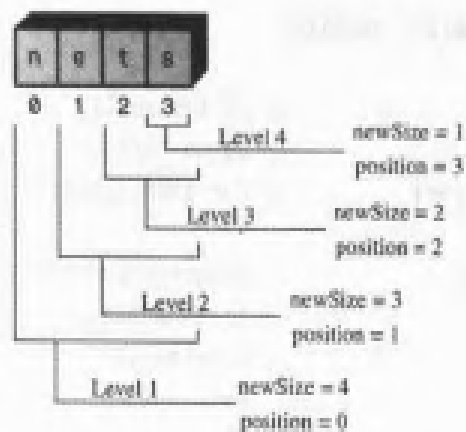 n e t s
0 1 2 3
Level 4 newSize = 1
position = 3
Level 3 newSize = 2
position = 2
Level 2 newSize = 3
position = 1
Level 1 newSize = 4
position = 0